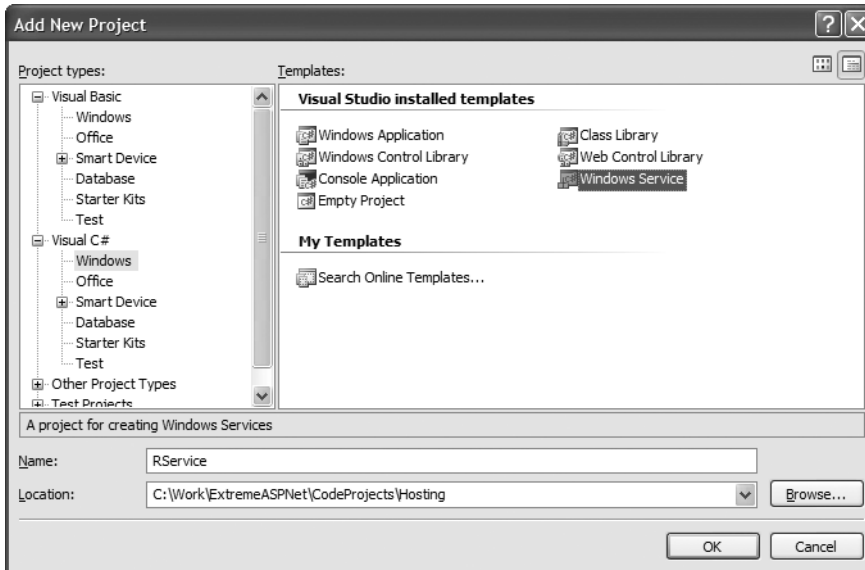 Add New Project
Project types:
Templates:
Visual Basic
Windows
Office
Smart Device
Database
Starter Kits
Test
Visual C#
Windows
Office
Smart Device
Database
Starter Kits
Test
Other Project Types
Test Projects
Visual Studio installed templates
Windows Application
Class Library
Windows Control Library
Web Control Library
Console Application
Windows Service
Empty Project
My Templates
Search Online Templates...
A project for creating Windows Services
Name:
RService
Location:
C:\Work\ExtremeASPNet\CodeProjects\Hosting
Browse...
OK
Cancel